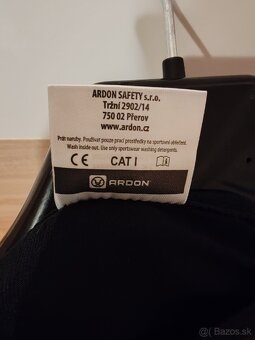 ARDON SAFETY s.r.o.
Tržní 2902/14
750 02 Přerov
www.ardon.cz
Prát naruby. Používat pouze prací prostředky na sportovní oblečení.
Wash inside out. Use only sportswear washing detergents.
CE CAT I i
ARDON
© Bazos.sk